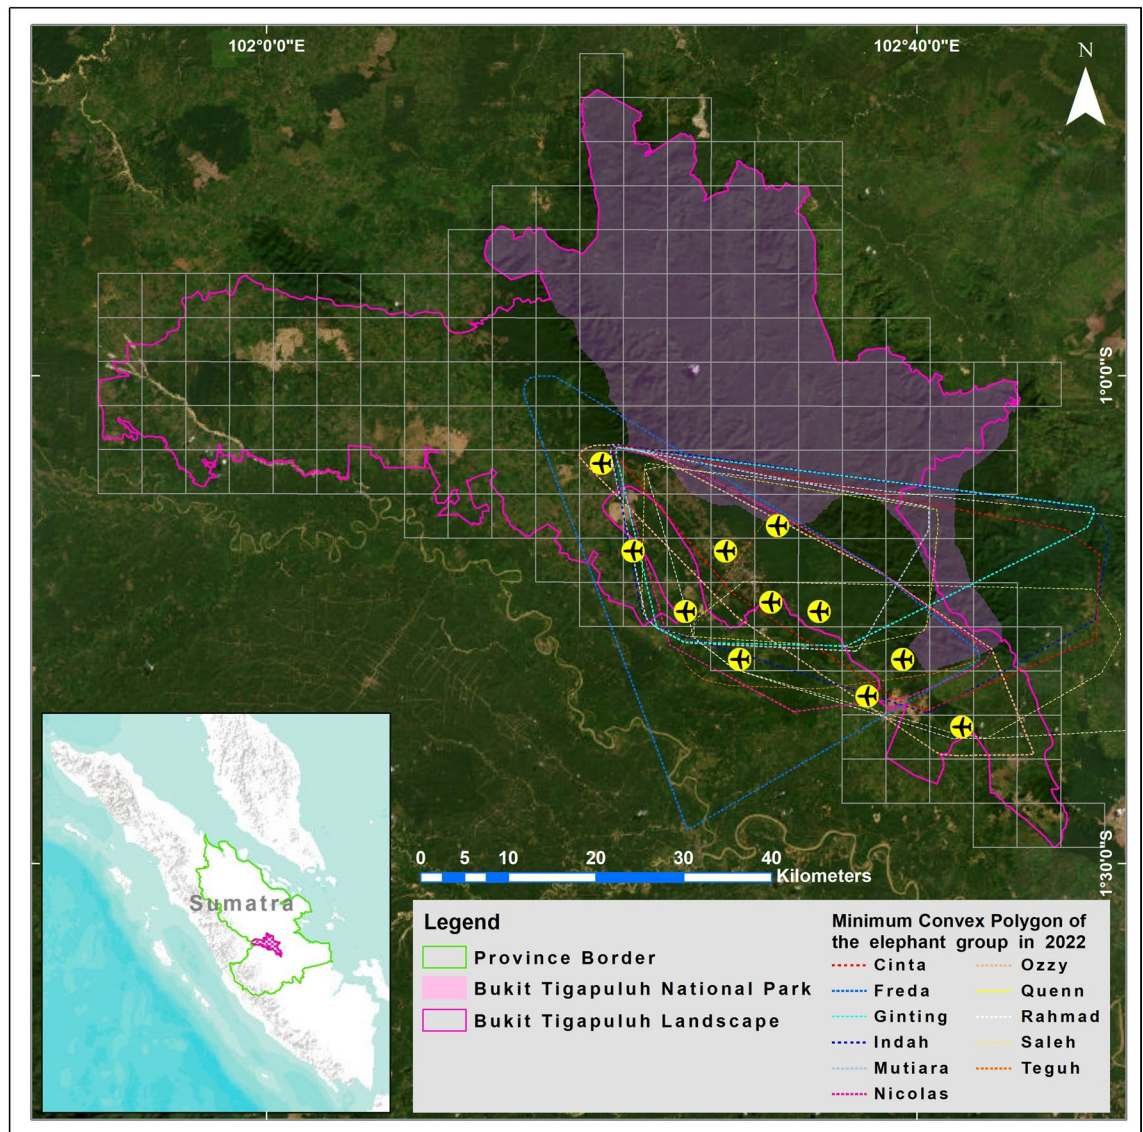 102°0'0"E
102°40'0"E
N
1°0'0"S
1°30'0"S
0 5 10 20 30 40
Kilometers
Sumatra
Legend
Province Border
Bukit Tigapuluh National Park
Bukit Tigapuluh Landscape
Minimum Convex Polygon of
the elephant group in 2022
Cinta
Freda
Ginting
Indah
Mutiara
Nicolas
Ozzy
Quenn
Rahmad
Saleh
Teguh